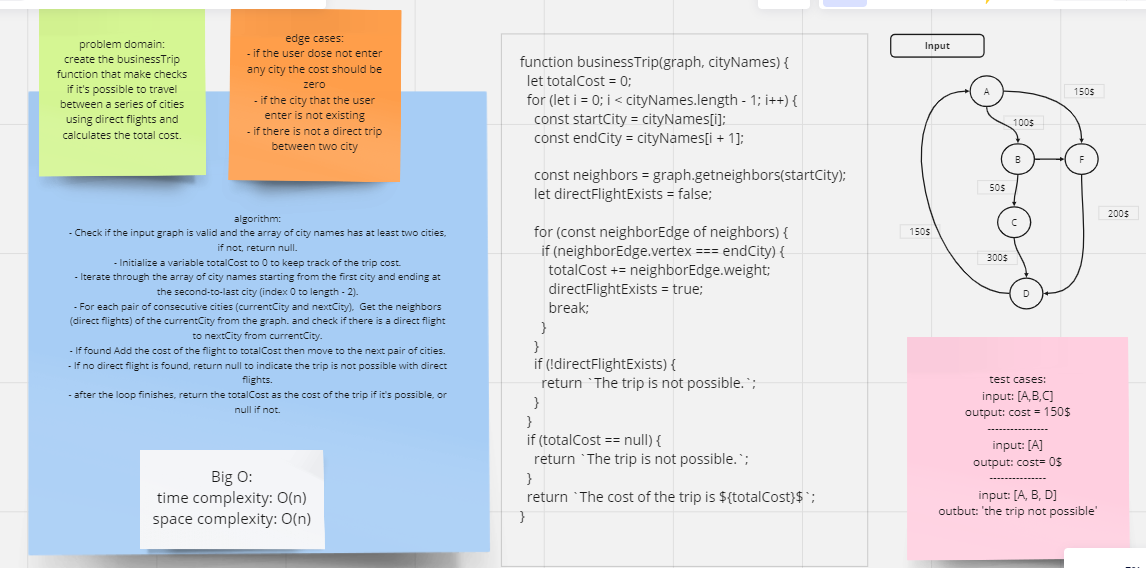 problem domain:
create the businessTrip
function that make checks
if it's possible to travel
between a series of cities
using direct flights and
calculates the total cost.
edge cases:
- if the user dose not enter
any city the cost should be
zero
- if the city that the user
enter is not existing
- if there is not a direct trip
between two city
algorithm:
- Check if the input graph is valid and the array of city names has at least two cities,
if not, return null.
- Initialize a variable totalCost to 0 to keep track of the trip cost.
- Iterate through the array of city names starting from the first city and ending at
the second-to-last city (index 0 to length - 2).
- For each pair of consecutive cities (currentCity and nextCity),  Get the neighbors
(direct flights) of the currentCity from the graph. and check if there is a direct flight
to nextCity from currentCity.
- If found Add the cost of the flight to totalCost then move to the next pair of cities.
- If no direct flight is found, return null to indicate the trip is not possible with direct
flights.
- after the loop finishes, return the totalCost as the cost of the trip if it's possible, or
null if not.
Big O:
time complexity: O(n)
space complexity: O(n)
function businessTrip(graph, cityNames) {
let totalCost = 0;
for (let i = 0; i < cityNames.length - 1; i++) {
const startCity = cityNames[i];
const endCity = cityNames[i + 1];
const neighbors = graph.getneighbors(startCity);
let directFlightExists = false;
for (const neighborEdge of neighbors) {
if (neighborEdge.vertex === endCity) {
totalCost += neighborEdge.weight;
directFlightExists = true;
break;
}
}
if (!directFlightExists) {
return `The trip is not possible.`;
}
}
if (totalCost == null) {
return `The trip is not possible.`;
}
return `The cost of the trip is ${totalCost}$`;
}
Input
A
150$
100$
B
F
50$
200$
C
150$
300$
D
test cases:
input: [A,B,C]
output: cost = 150$
----------------
input: [A]
output: cost= 0$
---------------
input: [A, B, D]
outbut: 'the trip not possible'